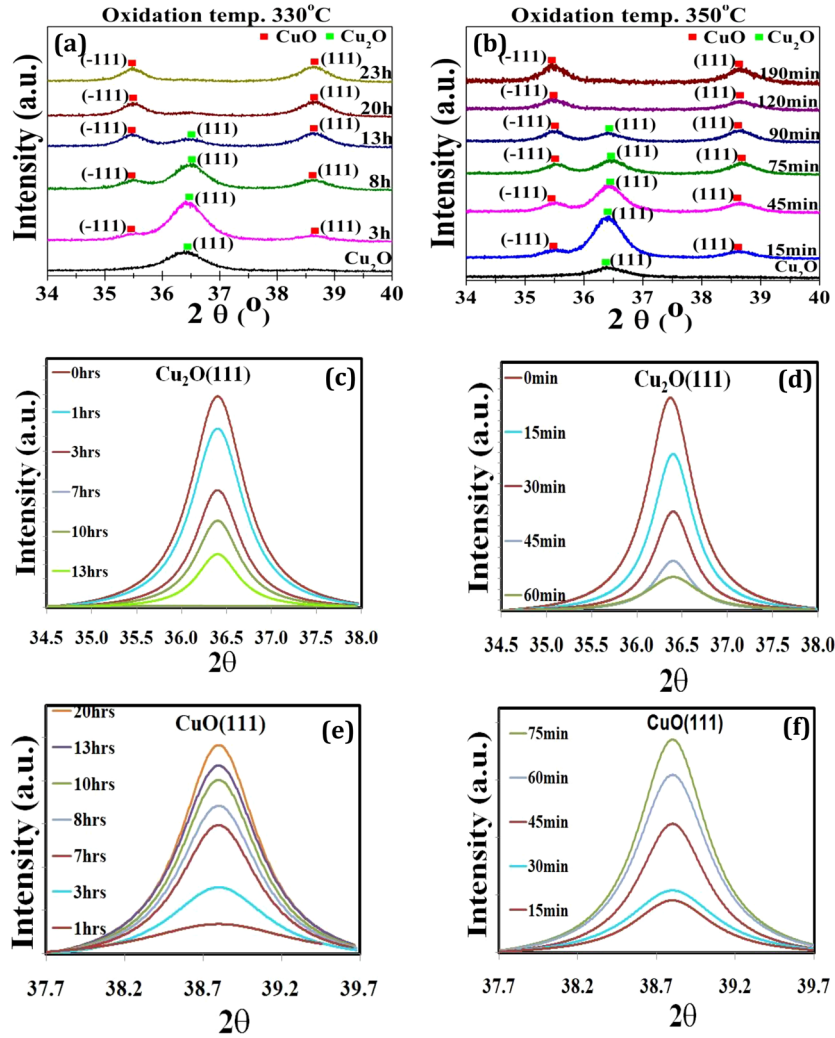 Oxidation temp. 330°C
(a)
CuO Cu2O
(-111) (111) 23h
(-111) (111) 20h
(-111) (111) (111) 13h
(-111) (111) (111) 8h
(-111) (111) (111) 3h
(111) Cu2O
Intensity (a.u.)
34 35 36 37 38 39 40
2 θ (°)
Oxidation temp. 350°C
(b)
CuO Cu2O
(-111) (111) 190min
(-111) (111) 120min
(-111) (111) (111) 90min
(-111) (111) (111) 75min
(-111) (111) (111) 45min
(-111) (111) (111) 15min
(111) Cu2O
Intensity (a.u.)
34 35 36 37 38 39 40
2 θ (°)
Cu2O(111) (c)
0hrs
1hrs
3hrs
7hrs
10hrs
13hrs
Intensity (a.u.)
34.5 35.0 35.5 36.0 36.5 37.0 37.5 38.0
2θ
Cu2O(111) (d)
0min
15min
30min
45min
60min
Intensity (a.u.)
34.5 35.0 35.5 36.0 36.5 37.0 37.5 38.0
2θ
CuO(111) (e)
20hrs
13hrs
10hrs
8hrs
7hrs
3hrs
1hrs
Intensity (a.u.)
37.7 38.2 38.7 39.2 39.7
2θ
CuO(111) (f)
75min
60min
45min
30min
15min
Intensity (a.u.)
37.7 38.2 38.7 39.2 39.7
2θ